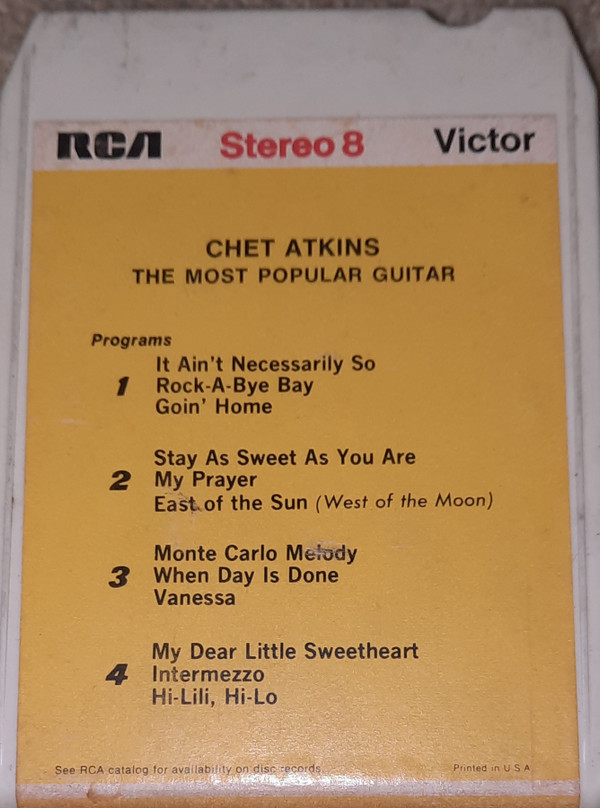 RCA Stereo 8 Victor
CHET ATKINS
THE MOST POPULAR GUITAR
Programs
1
It Ain't Necessarily So
Rock-A-Bye Bay
Goin' Home
2
Stay As Sweet As You Are
My Prayer
East of the Sun (West of the Moon)
3
Monte Carlo Melody
When Day Is Done
Vanessa
4
My Dear Little Sweetheart
Intermezzo
Hi-Lili, Hi-Lo
See RCA catalog for availability on disc records Printed in U S A